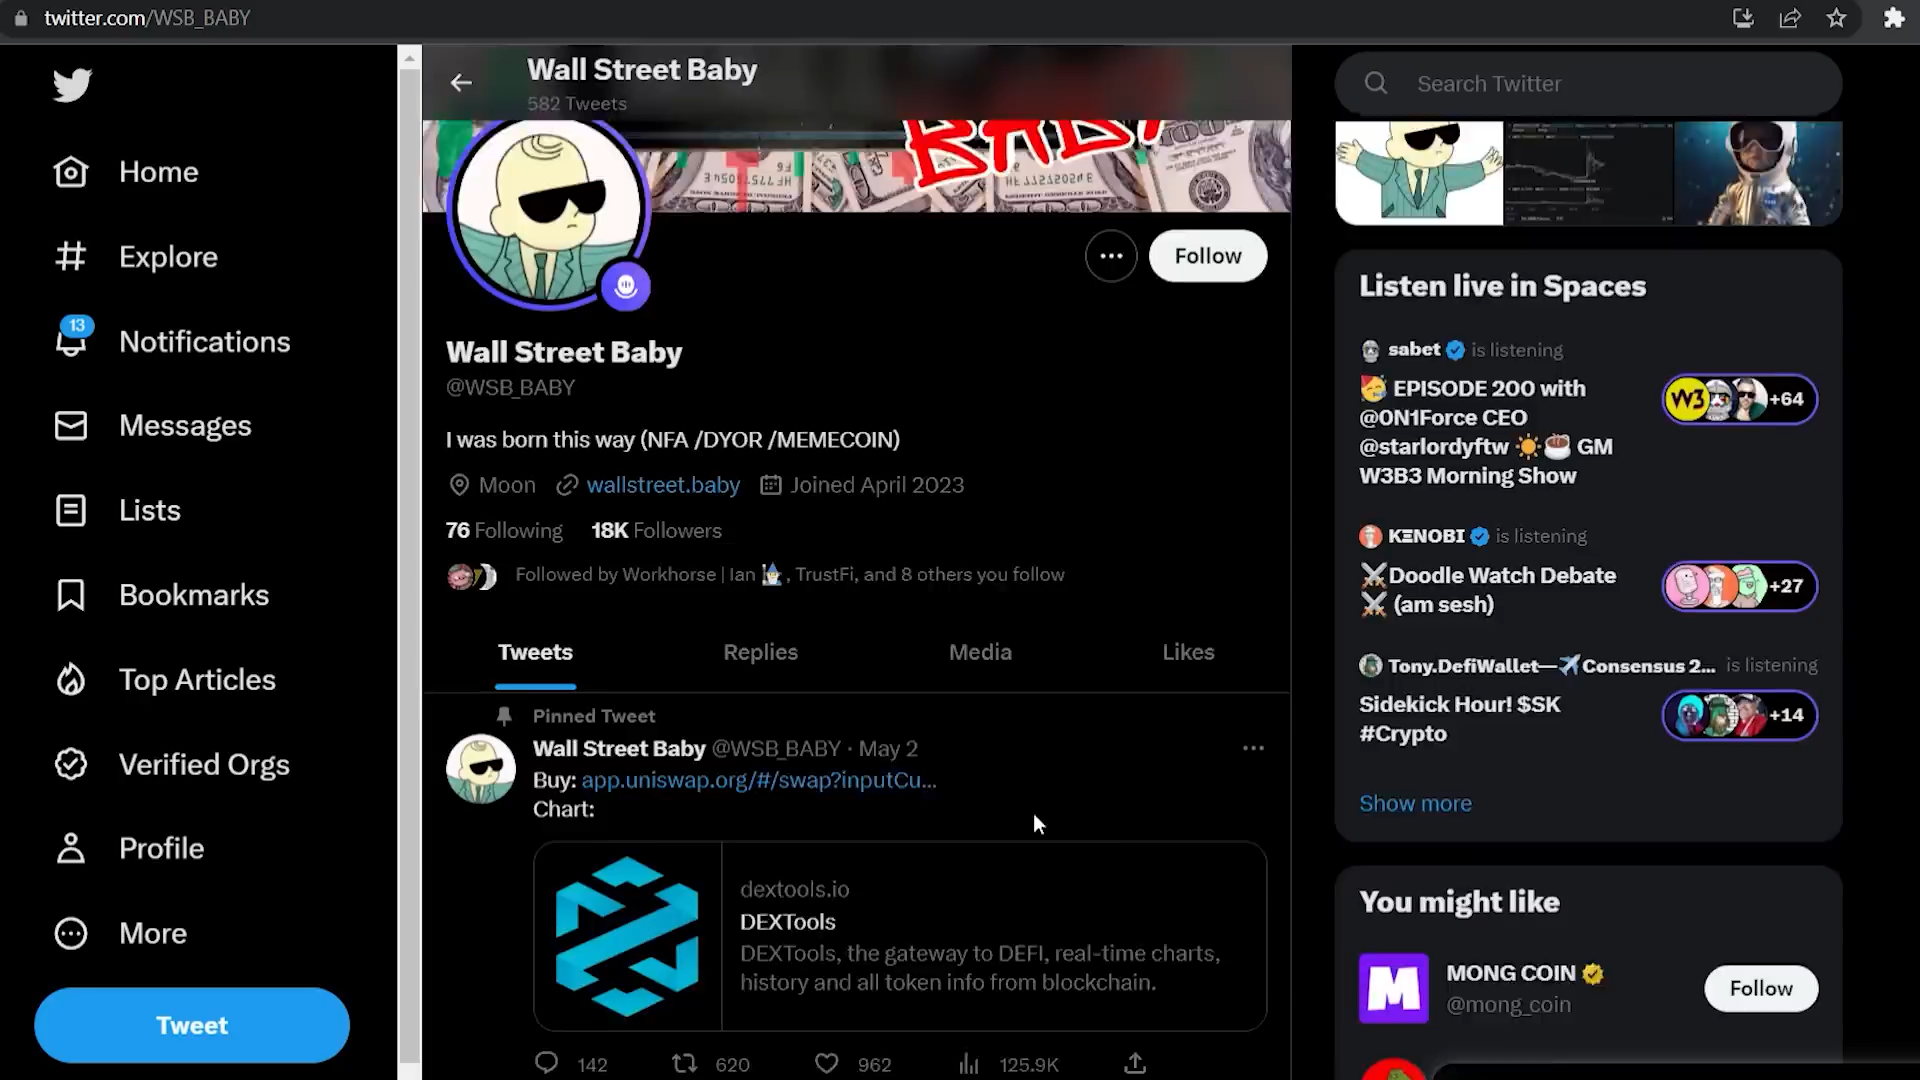 twitter.com/WSB_BABY
Home
Explore
13
Notifications
Messages
Lists
Bookmarks
Top Articles
Verified Orgs
Profile
More
Tweet
Wall Street Baby
582 Tweets
BABY
Follow
Wall Street Baby
@WSB_BABY
I was born this way (NFA /DYOR /MEMECOIN)
Moon wallstreet.baby Joined April 2023
76 Following 18K Followers
Followed by Workhorse | Ian 🧙‍♂️, TrustFi, and 8 others you follow
Tweets Replies Media Likes
Pinned Tweet
Wall Street Baby @WSB_BABY · May 2
Buy: app.uniswap.org/#/swap?inputCu...
Chart:
dextools.io
DEXTools
DEXTools, the gateway to DEFI, real-time charts,
history and all token info from blockchain.
142 620 962 125.9K
Search Twitter
Listen live in Spaces
sabet is listening
🥳 EPISODE 200 with
@0N1Force CEO
@starlordyftw ☀️☕ GM
W3B3 Morning Show
W3 +64
KΞNOBI is listening
⚔️Doodle Watch Debate
⚔️ (am sesh)
+27
Tony.DefiWallet—✈️Consensus 2... is listening
Sidekick Hour! $SK
#Crypto
+14
Show more
You might like
MONG COIN
@mong_coin
Follow